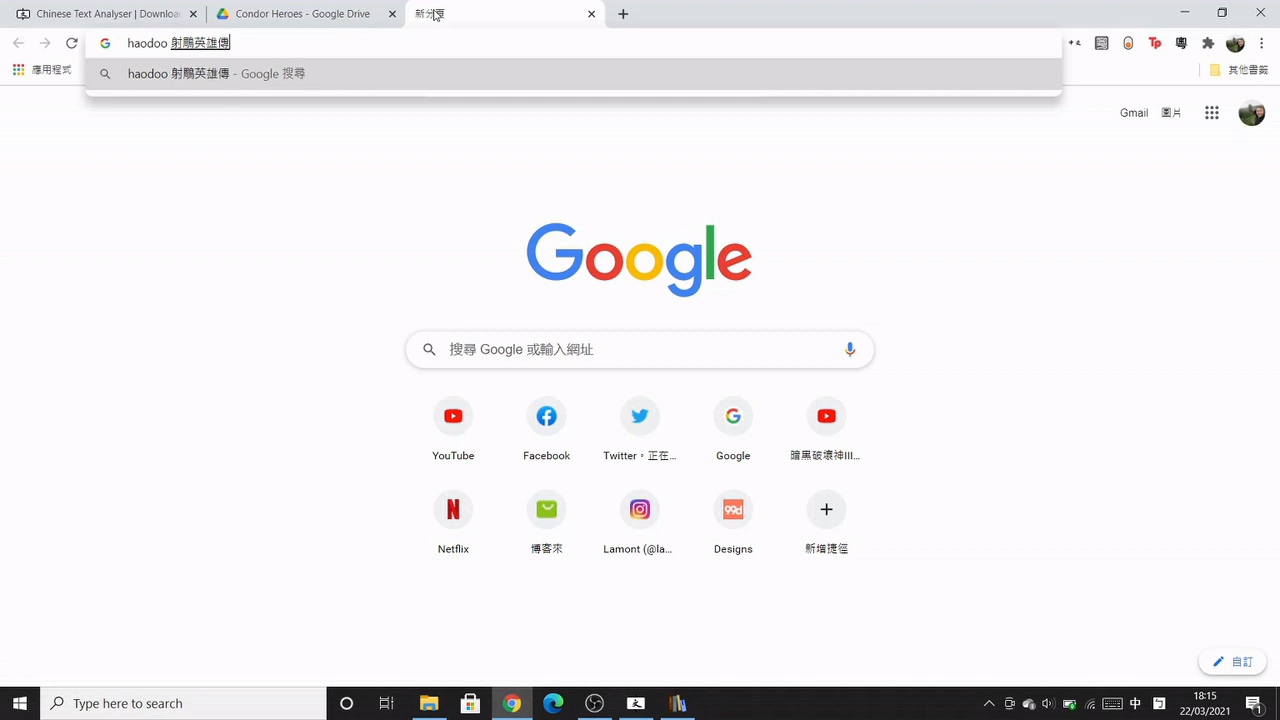 Chinese Text Analyser | Downloa
Condor Heroes - Google Drive
新分頁
haodoo 射鵰英雄傳
應用程式
haodoo 射鵰英雄傳 - Google 搜尋
其他書籤
Gmail
圖片
Google
搜尋 Google 或輸入網址
YouTube
Facebook
Twitter。正在...
Google
暗黑破壞神III...
Netflix
博客來
Lamont (@la...
Designs
新增捷徑
自訂
Type here to search
中
18:15
22/03/2021